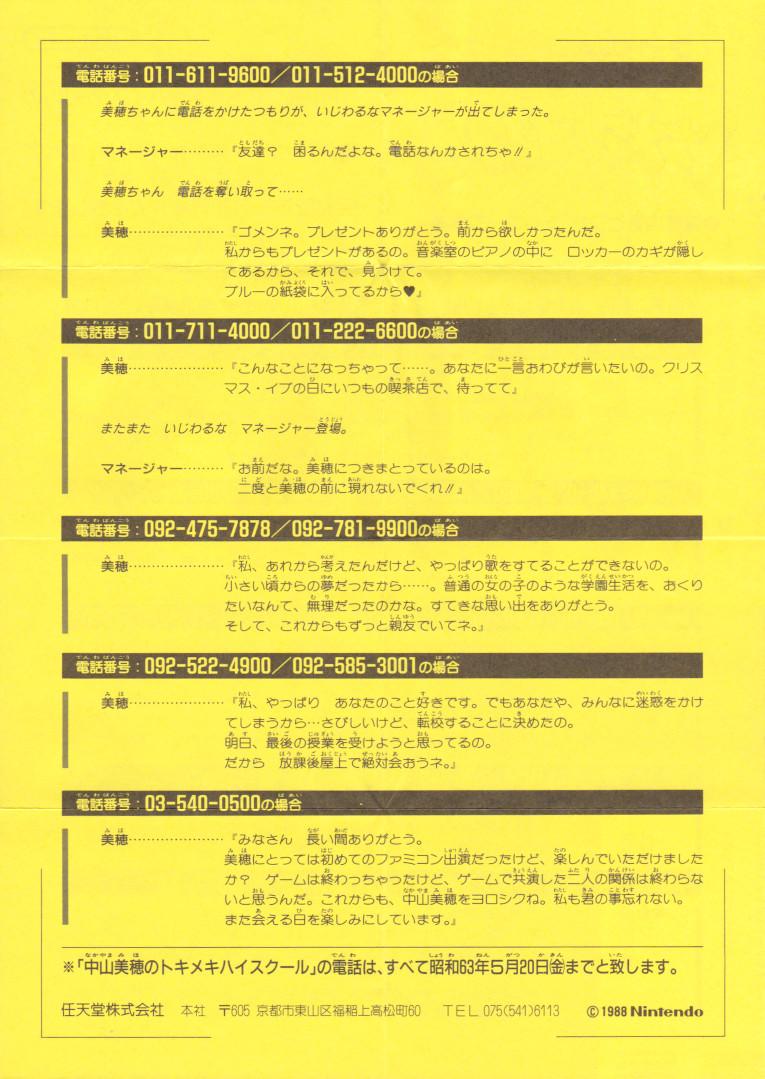 電話番号：011-611-9600／011-512-4000の場合
美穂ちゃんに電話をかけたつもりが、いじわるなマネージャーが出てしまった。
マネージャー………『友達？　困るんだよな。電話なんかされちゃ!!』
美穂ちゃん　電話を奪い取って……
美穂…………………『ゴメンネ。プレゼントありがとう。前から欲しかったんだ。
私からもプレゼントがあるの。音楽室のピアノの中に　ロッカーのカギが隠し
てあるから、それで、見つけて。
ブルーの紙袋に入ってるから♥』
電話番号：011-711-4000／011-222-6600の場合
美穂…………………『こんなことになっちゃって……。あなたに一言おわびが言いたいの。クリス
マス・イブの日にいつもの喫茶店で、待ってて』
またまた　いじわるな　マネージャー登場。
マネージャー………『お前だな。美穂につきまとっているのは。
二度と美穂の前に現れないでくれ!!』
電話番号：092-475-7878／092-781-9900の場合
美穂…………………『私、あれから考えたんだけど、やっぱり歌をすてることができないの。
小さい頃からの夢だったから……。普通の女の子のような学園生活を、おくり
たいなんて、無理だったのかな。すてきな思い出をありがとう。
そして、これからもずっと親友でいてネ。』
電話番号：092-522-4900／092-585-3001の場合
美穂…………………『私、やっぱり　あなたのこと好きです。でもあなたや、みんなに迷惑をかけ
てしまうから…さびしいけど、転校することに決めたの。
明日、最後の授業を受けようと思ってるの。
だから　放課後屋上で絶対会おうネ。』
電話番号：03-540-0500の場合
美穂…………………『みなさん　長い間ありがとう。
美穂にとっては初めてのファミコン出演だったけど、楽しんでいただけました
か？　ゲームは終わっちゃったけど、ゲームで共演した二人の関係は終わらな
いと思うんだ。これからも、中山美穂をヨロシクね。私も君の事忘れない。
また会える日を楽しみにしています。』
※「中山美穂のトキメキハイスクール」の電話は、すべて昭和63年5月20日㈮までと致します。
任天堂株式会社　本社　〒605 京都市東山区福稲上高松町60　TEL 075(541)6113　©1988 Nintendo